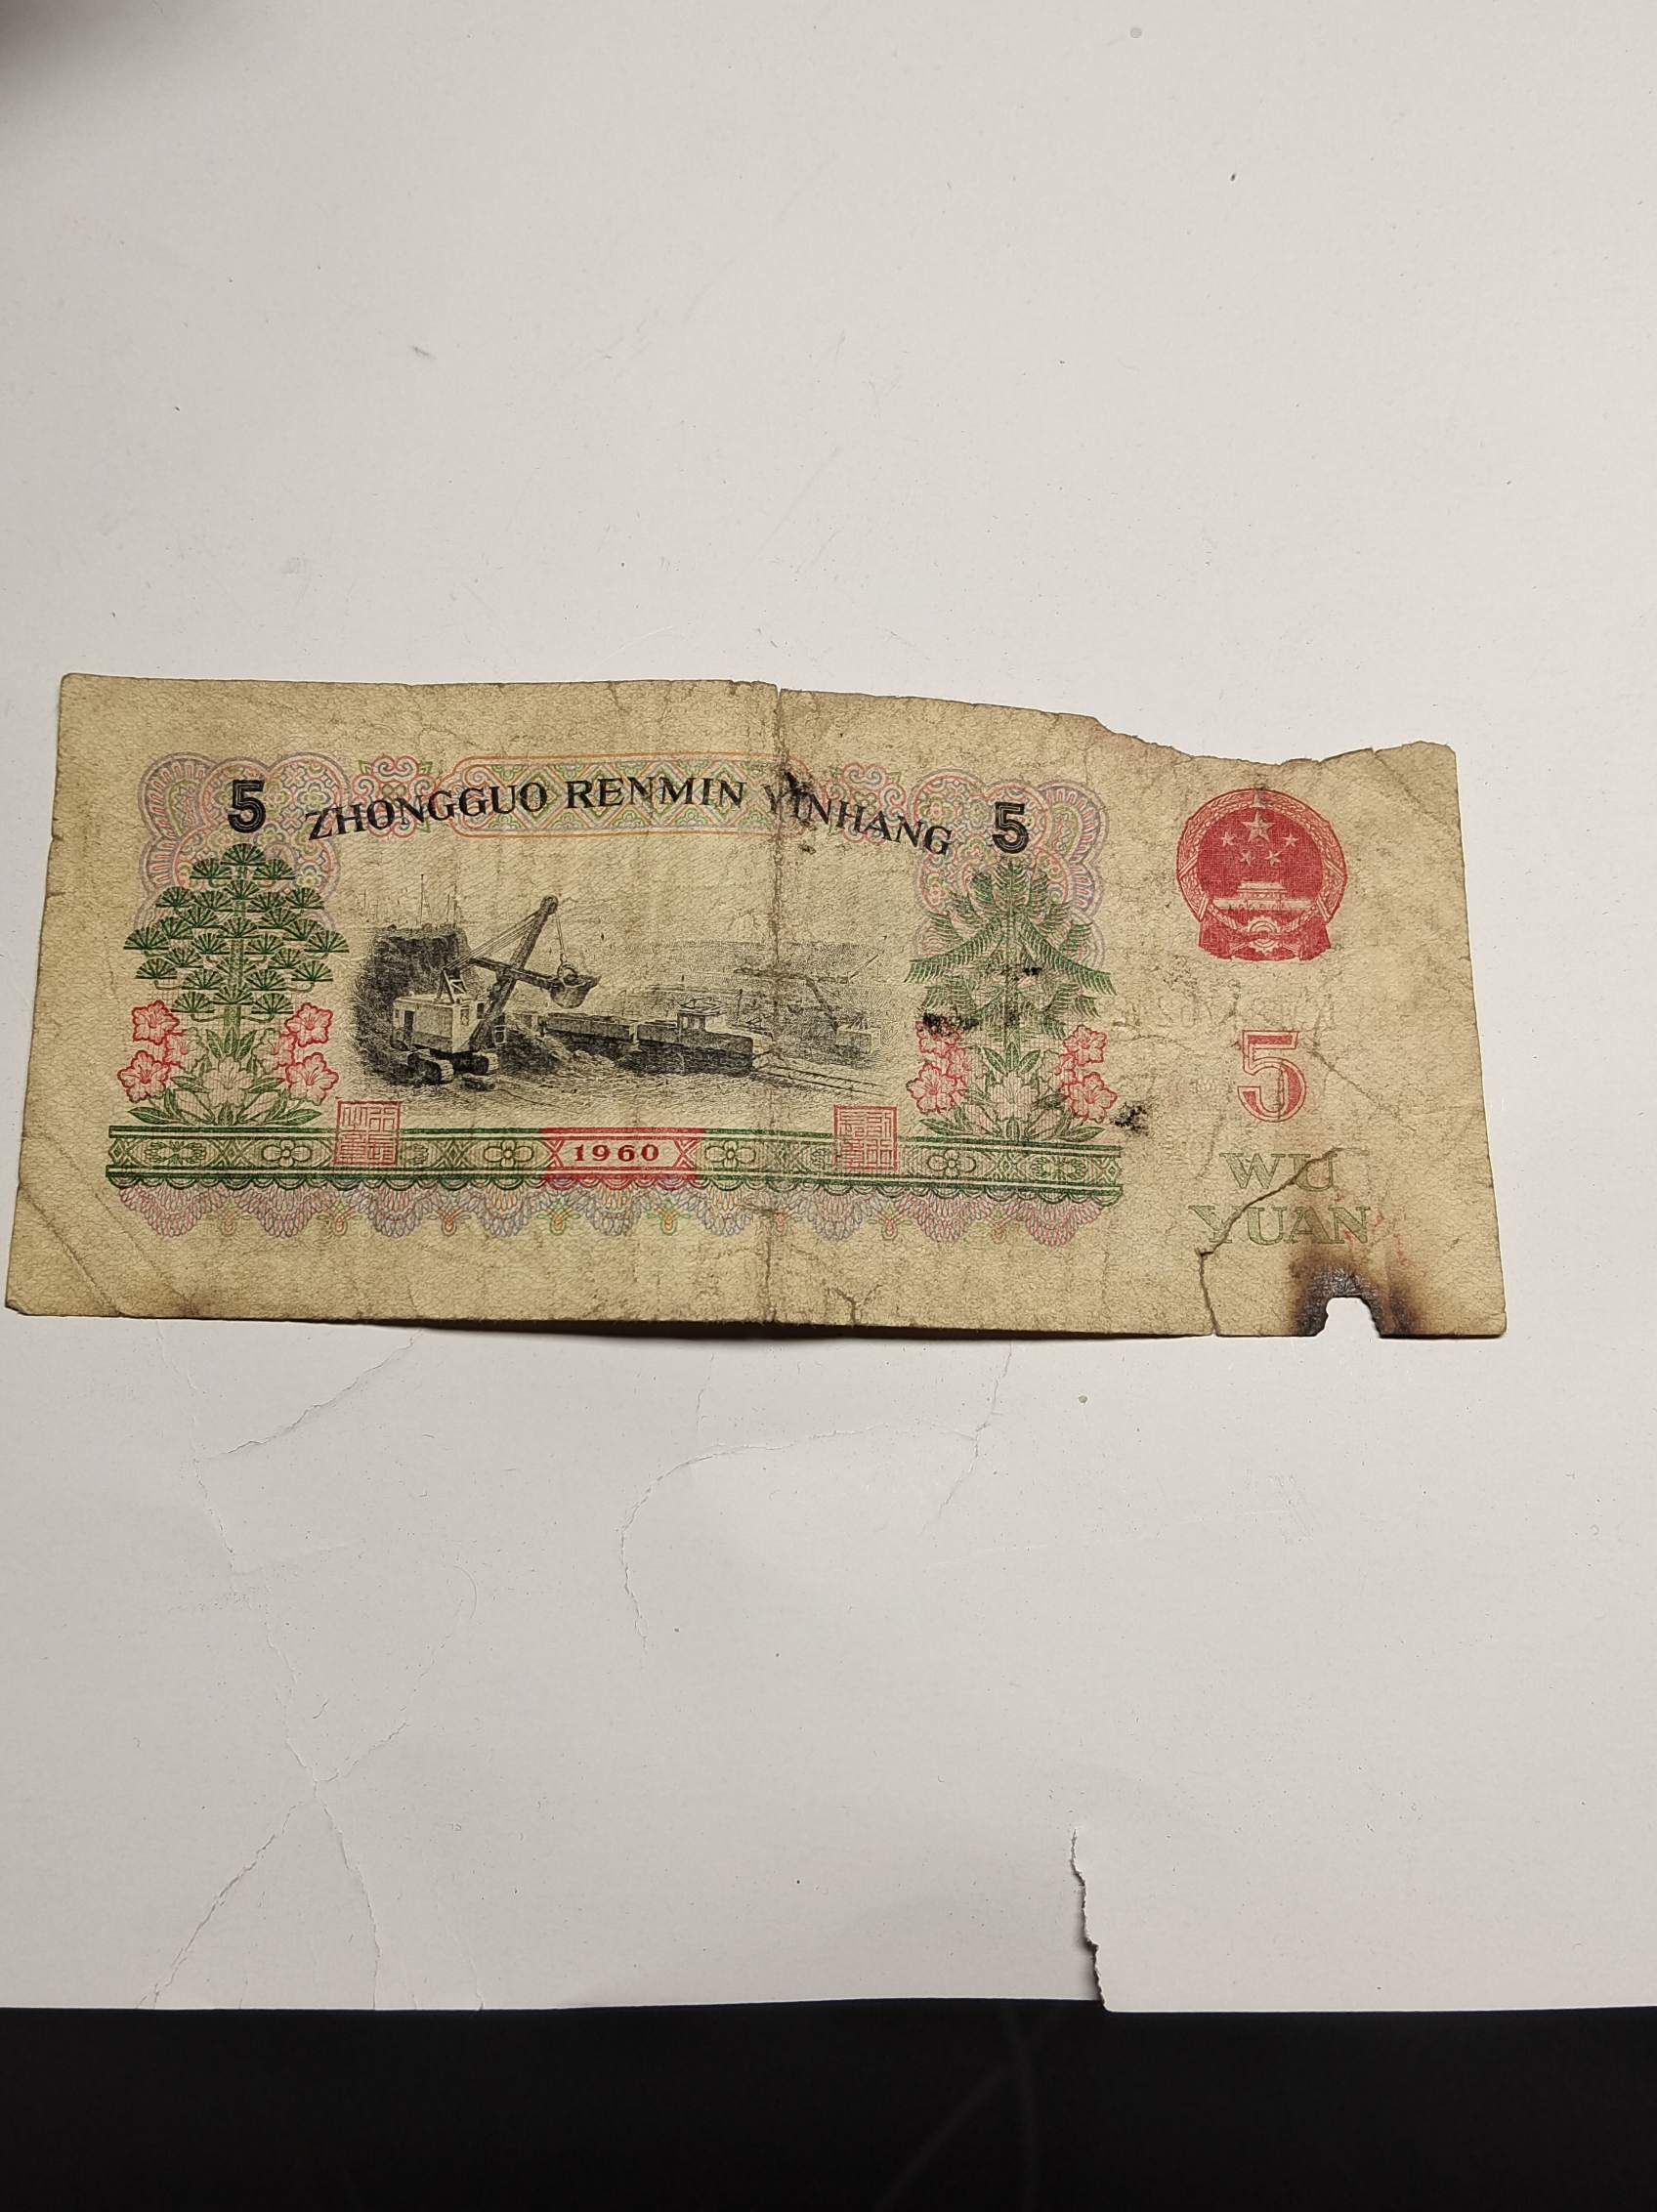 5 ZHONGGUO RENMIN YINHANG 5
5
1960
WU
YUAN